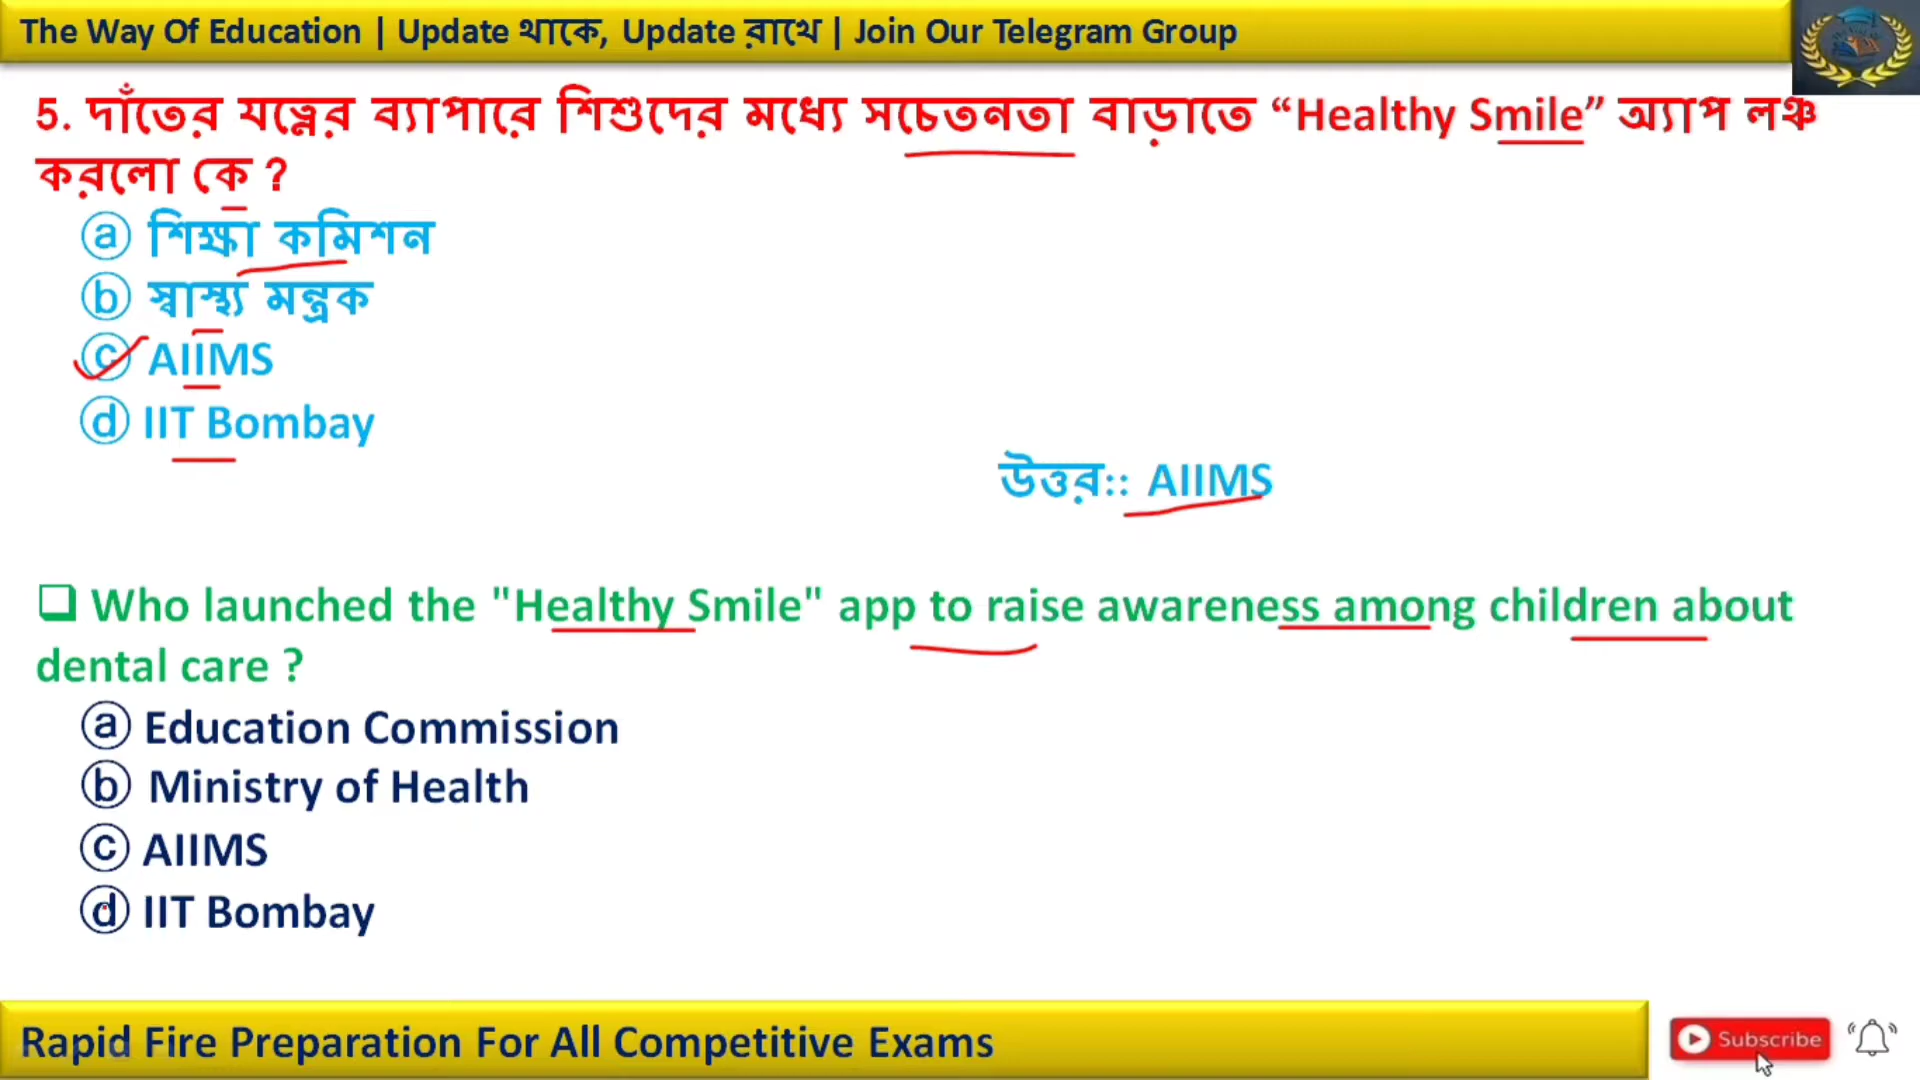 The Way Of Education | Update থাকে, Update রাখে | Join Our Telegram Group
5. দাঁতের যত্নের ব্যাপারে শিশুদের মধ্যে সচেতনতা বাড়াতে “Healthy Smile” অ্যাপ লঞ্চ
করলো কে ?
ⓐ শিক্ষা কমিশন
ⓑ স্বাস্থ্য মন্ত্রক
ⓒ AIIMS
ⓓ IIT Bombay
উত্তর:: AIIMS
❑ Who launched the "Healthy Smile" app to raise awareness among children about
dental care ?
ⓐ Education Commission
ⓑ Ministry of Health
ⓒ AIIMS
ⓓ IIT Bombay
Rapid Fire Preparation For All Competitive Exams
Subscribe